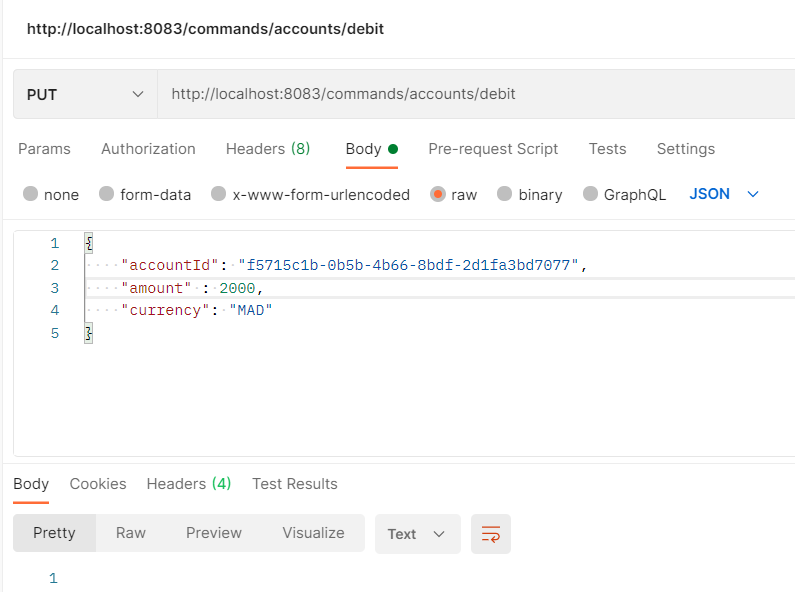 http://localhost:8083/commands/accounts/debit
PUT http://localhost:8083/commands/accounts/debit
Params Authorization Headers (8) Body Pre-request Script Tests Settings
none form-data x-www-form-urlencoded raw binary GraphQL JSON
1 {
2 "accountId": "f5715c1b-0b5b-4b66-8bdf-2d1fa3bd7077",
3 "amount" : 2000,
4 "currency": "MAD"
5 }
Body Cookies Headers (4) Test Results
Pretty Raw Preview Visualize Text
1